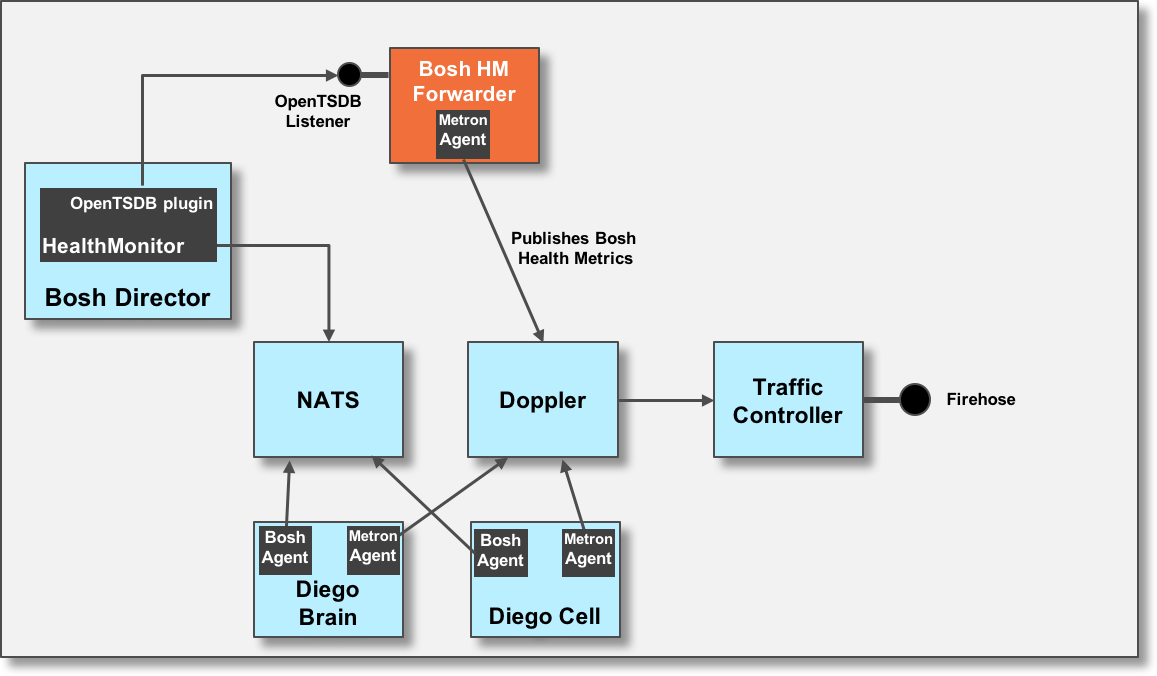 Bosh HM
Forwarder
Metron
Agent
OpenTSDB
Listener
OpenTSDB plugin
HealthMonitor
Bosh Director
Publishes Bosh
Health Metrics
NATS
Doppler
Traffic
Controller
Firehose
Bosh
Agent
Metron
Agent
Diego
Brain
Bosh
Agent
Metron
Agent
Diego Cell